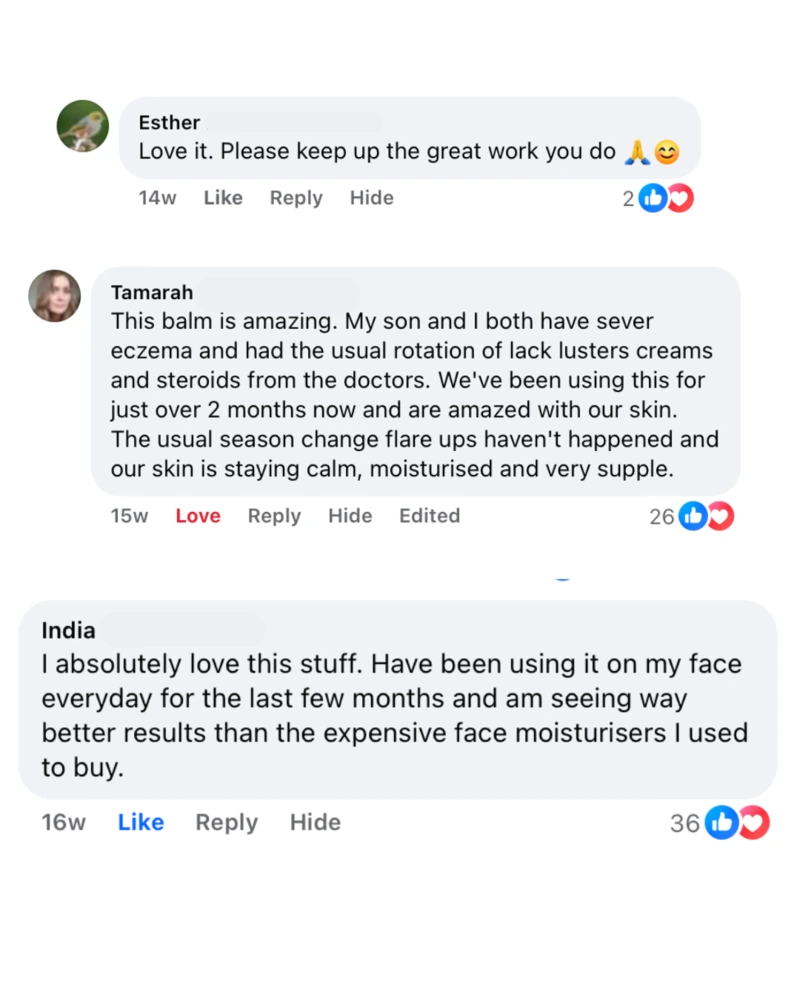 Esther
Love it. Please keep up the great work you do 🙏😊
14w Like Reply Hide 2
Tamarah
This balm is amazing. My son and I both have sever
eczema and had the usual rotation of lack lusters creams
and steroids from the doctors. We've been using this for
just over 2 months now and are amazed with our skin.
The usual season change flare ups haven't happened and
our skin is staying calm, moisturised and very supple.
15w Love Reply Hide Edited 26
India
I absolutely love this stuff. Have been using it on my face
everyday for the last few months and am seeing way
better results than the expensive face moisturisers I used
to buy.
16w Like Reply Hide 36